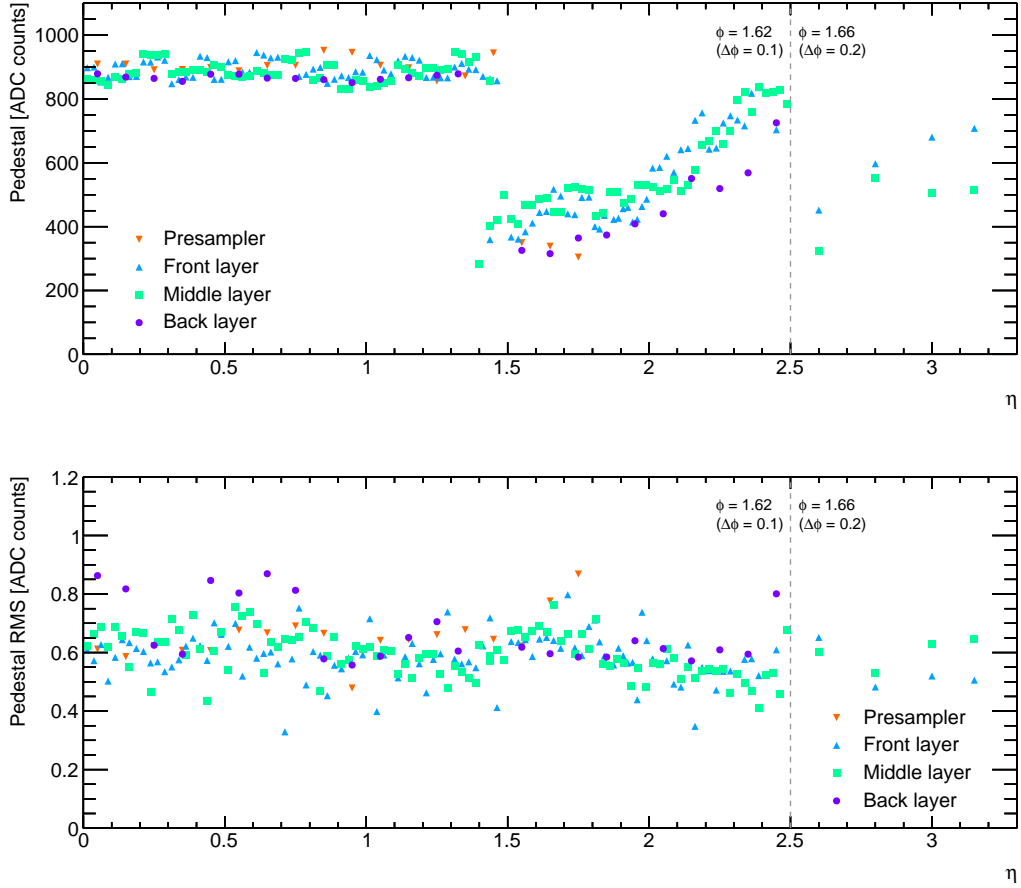 Pedestal [ADC counts]
1000
800
600
400
200
0
ϕ = 1.62
(Δϕ = 0.1)
ϕ = 1.66
(Δϕ = 0.2)
Presampler
Front layer
Middle layer
Back layer
0 0.5 1 1.5 2 2.5 3
η
Pedestal RMS [ADC counts]
1.2
1
0.8
0.6
0.4
0.2
0
ϕ = 1.62
(Δϕ = 0.1)
ϕ = 1.66
(Δϕ = 0.2)
Presampler
Front layer
Middle layer
Back layer
0 0.5 1 1.5 2 2.5 3
η